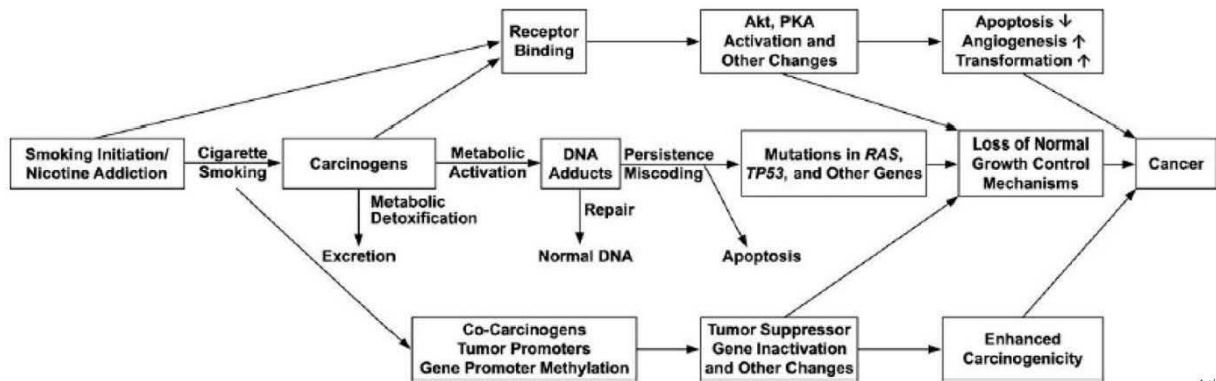 Receptor
Binding
Akt, PKA
Activation and
Other Changes
Apoptosis ↓
Angiogenesis ↑
Transformation ↑
Smoking Initiation/
Nicotine Addiction
Cigarette
Smoking
Carcinogens
Metabolic
Activation
DNA
Adducts
Persistence
Miscoding
Mutations in RAS,
TP53, and Other Genes
Loss of Normal
Growth Control
Mechanisms
Cancer
Metabolic
Detoxification
Repair
Excretion
Normal DNA
Apoptosis
Co-Carcinogens
Tumor Promoters
Gene Promoter Methylation
Tumor Suppressor
Gene Inactivation
and Other Changes
Enhanced
Carcinogenicity